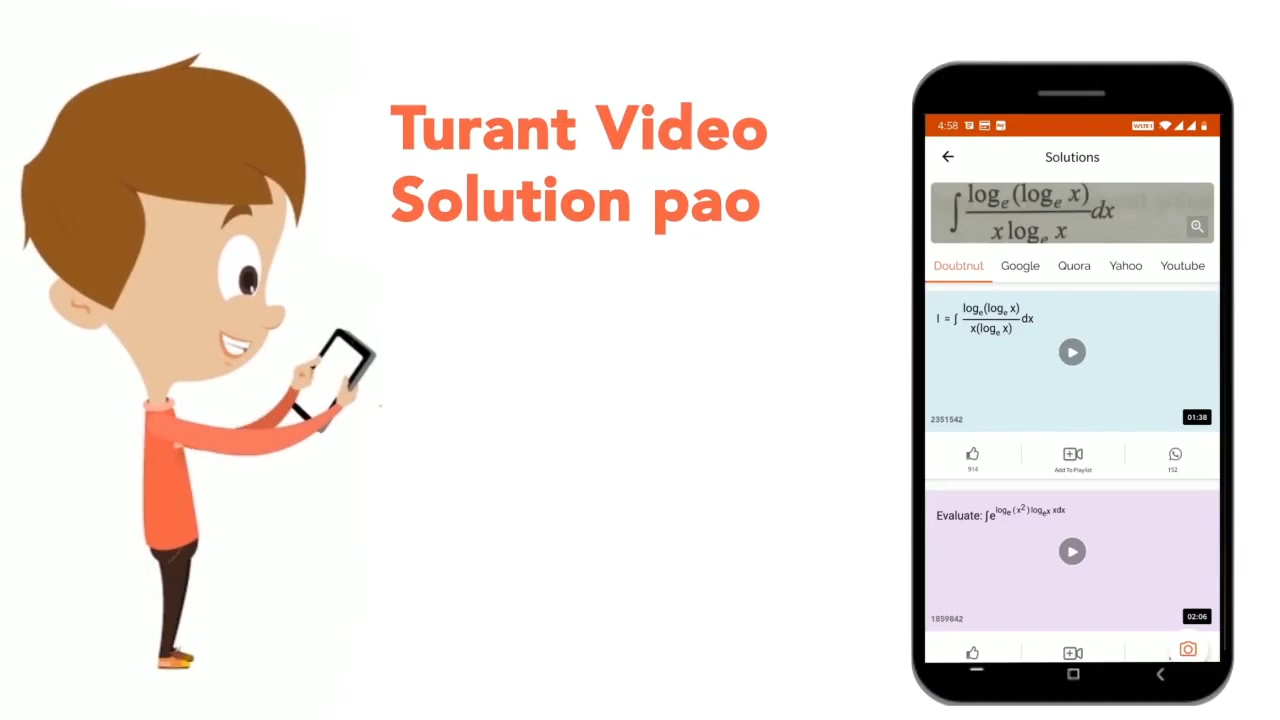 Turant Video
Solution pao
4:58
VoLTE1
Solutions
∫ logₑ(logₑ x) / x logₑ x dx
Doubtnut Google Quora Yahoo Youtube
I = ∫ logₑ(logₑ x) / x(logₑ x) dx
2351542 01:38
914 Add To Playlist 152
Evaluate: ∫e^logₑ(x²)logₑx xdx
1859842 02:06